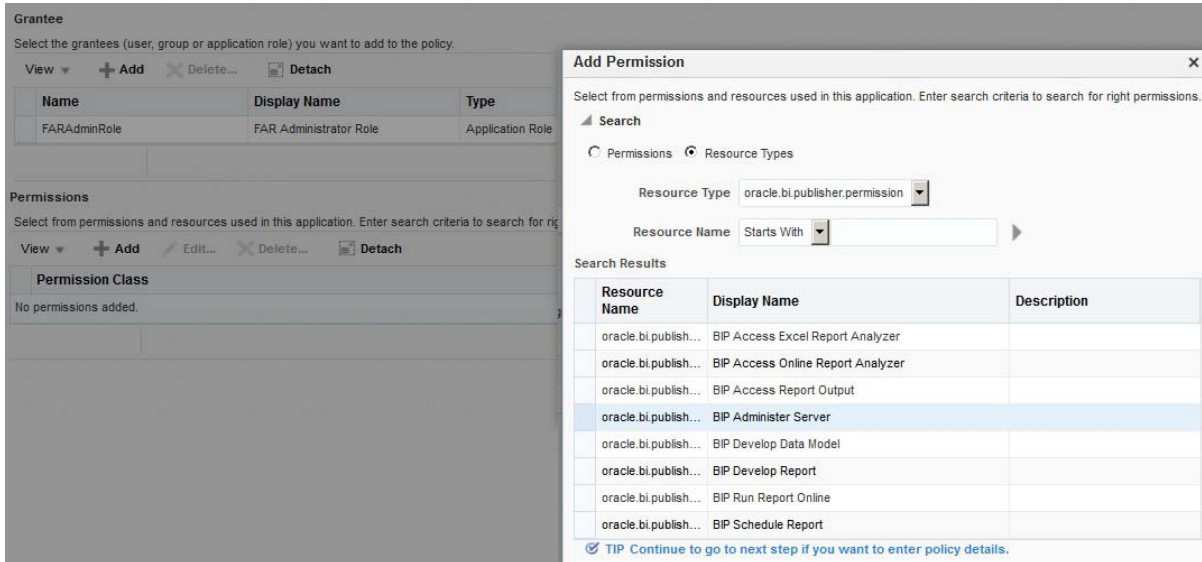 Grantee
Select the grantees (user, group or application role) you want to add to the policy.
View Add Delete... Detach
Name Display Name Type
FARAdminRole FAR Administrator Role Application Role
Permissions
Select from permissions and resources used in this application. Enter search criteria to search for
View Add Edit... Delete... Detach
Permission Class
No permissions added.
Add Permission
Select from permissions and resources used in this application. Enter search criteria to search for right permissions.
Search
Permissions Resource Types
Resource Type oracle.bi.publisher.permission
Resource Name Starts With
Search Results
Resource Name Display Name Description
oracle.bi.publish... BIP Access Excel Report Analyzer
oracle.bi.publish... BIP Access Online Report Analyzer
oracle.bi.publish... BIP Access Report Output
oracle.bi.publish... BIP Administer Server
oracle.bi.publish... BIP Develop Data Model
oracle.bi.publish... BIP Develop Report
oracle.bi.publish... BIP Run Report Online
oracle.bi.publish... BIP Schedule Report
TIP Continue to go to next step if you want to enter policy details.